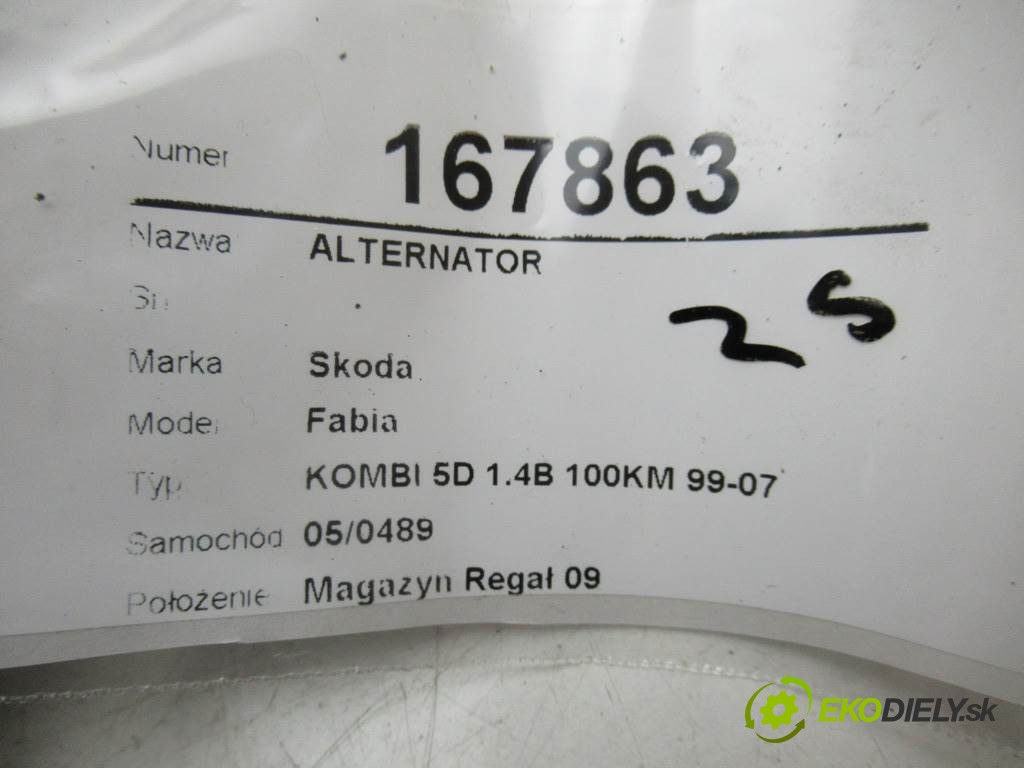 Numer 167863
Nazwa ALTERNATOR
Marka Skoda
Model Fabia
Typ KOMBI 5D 1.4B 100KM 99-07
Samochód 05/0489
Położenie Magazyn Regał 09
25
EKODIELY.sk